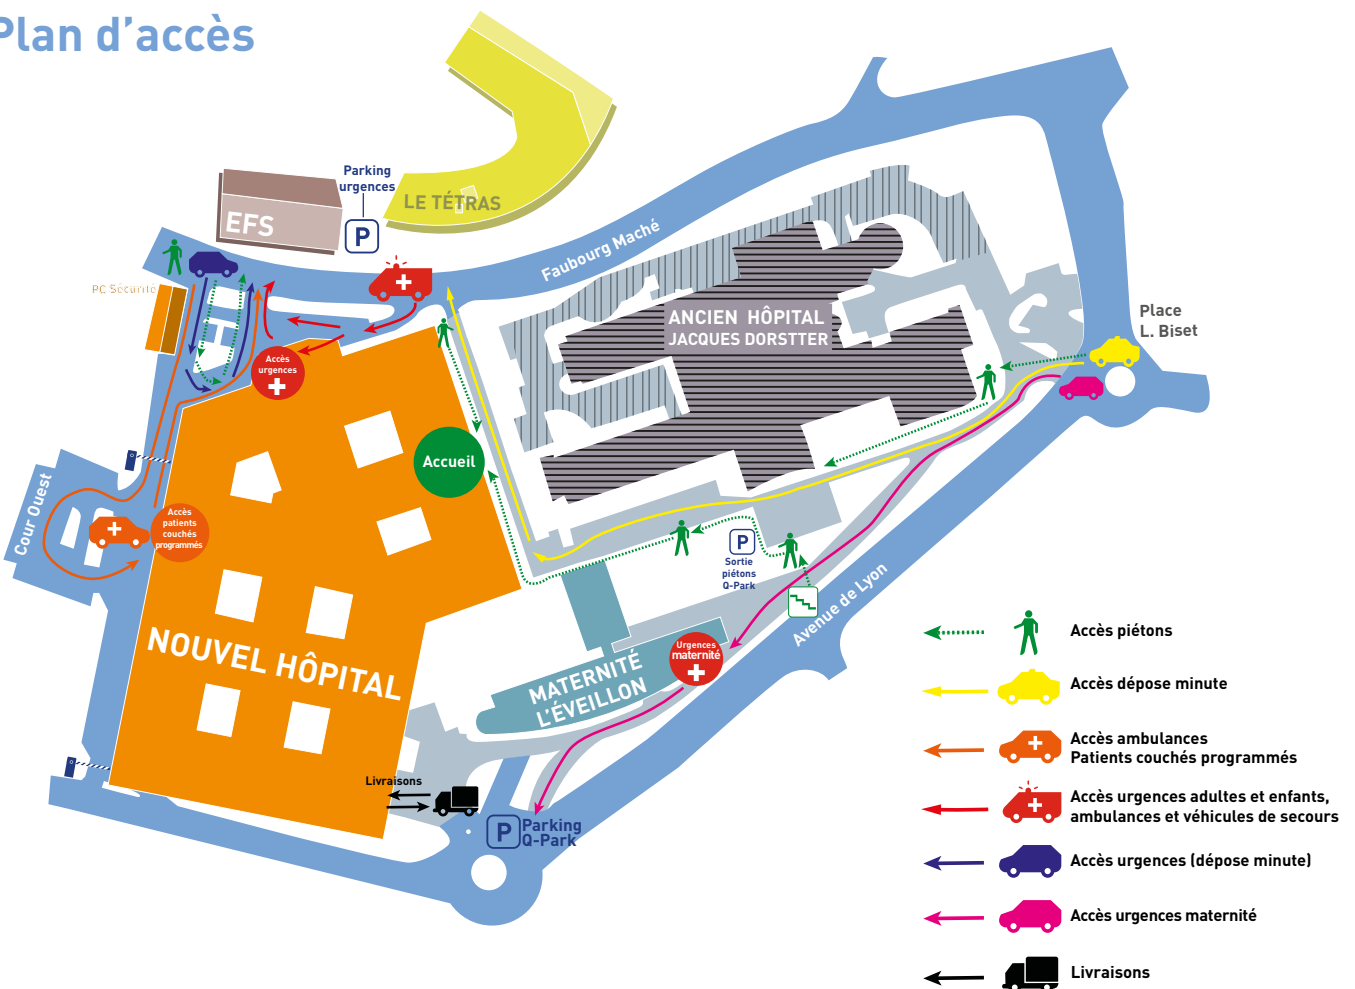 Plan d'accès
Parking
urgences
P
LE TÉTRAS
EFS
Faubourg Maché
PC Sécurité
ANCIEN HÔPITAL
JACQUES DORSTTER
Place
L. Biset
Accès
urgences
Accueil
Cour Ouest
Accès
patients
couchés
programmés
P
Sortie
piétons
Q-Park
Avenue de Lyon
NOUVEL HÔPITAL
Urgences
maternité
MATERNITÉ
L'ÉVEILLON
Livraisons
P
Parking
Q-Park
Accès piétons
Accès dépose minute
Accès ambulances
Patients couchés programmés
Accès urgences adultes et enfants,
ambulances et véhicules de secours
Accès urgences (dépose minute)
Accès urgences maternité
Livraisons